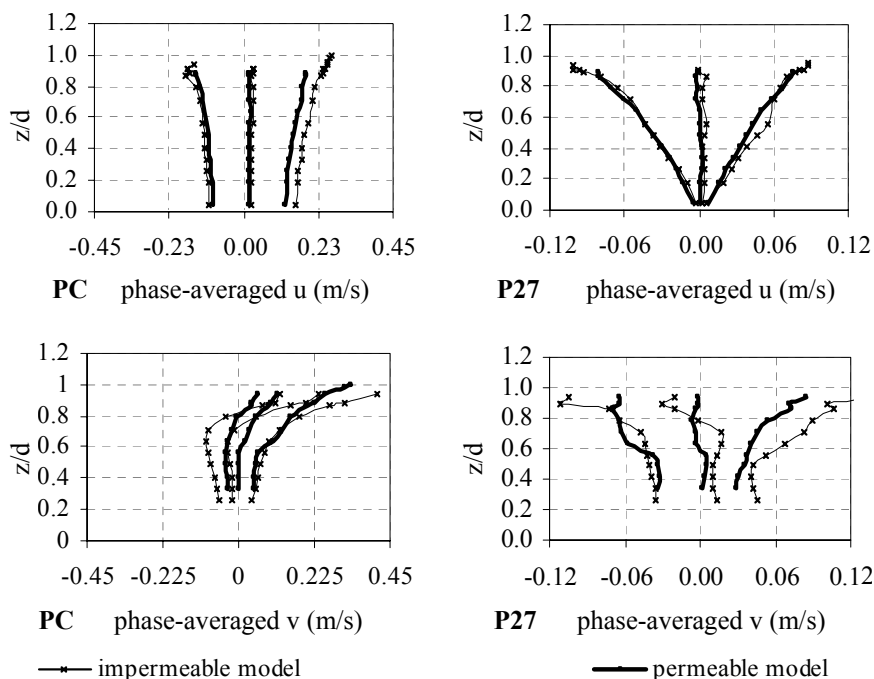 1.2
1.0
0.8
0.6
0.4
0.2
0.0
z/d
-0.45 -0.23 0.00 0.23 0.45
PC phase-averaged u (m/s)
1.2
1.0
0.8
0.6
0.4
0.2
0.0
z/d
-0.12 -0.06 0.00 0.06 0.12
P27 phase-averaged u (m/s)
1.2
1
0.8
0.6
0.4
0.2
0
z/d
-0.45 -0.225 0 0.225 0.45
PC phase-averaged v (m/s)
1.2
1.0
0.8
0.6
0.4
0.2
0.0
z/d
-0.12 -0.06 0.00 0.06 0.12
P27 phase-averaged v (m/s)
impermeable model permeable model